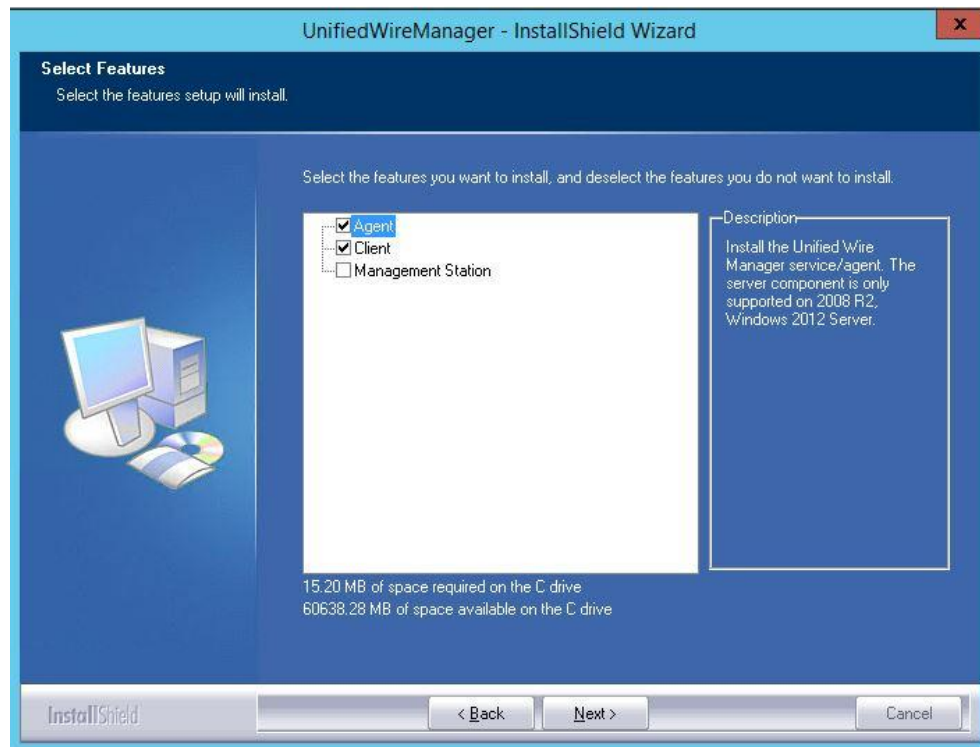 UnifiedWireManager - InstallShield Wizard
x
Select Features
Select the features setup will install.
Select the features you want to install, and deselect the features you do not want to install.
Agent
Client
Management Station
Description
Install the Unified Wire
Manager service/agent. The
server component is only
supported on 2008 R2,
Windows 2012 Server.
15.20 MB of space required on the C drive
60638.28 MB of space available on the C drive
InstallShield
< Back
Next >
Cancel